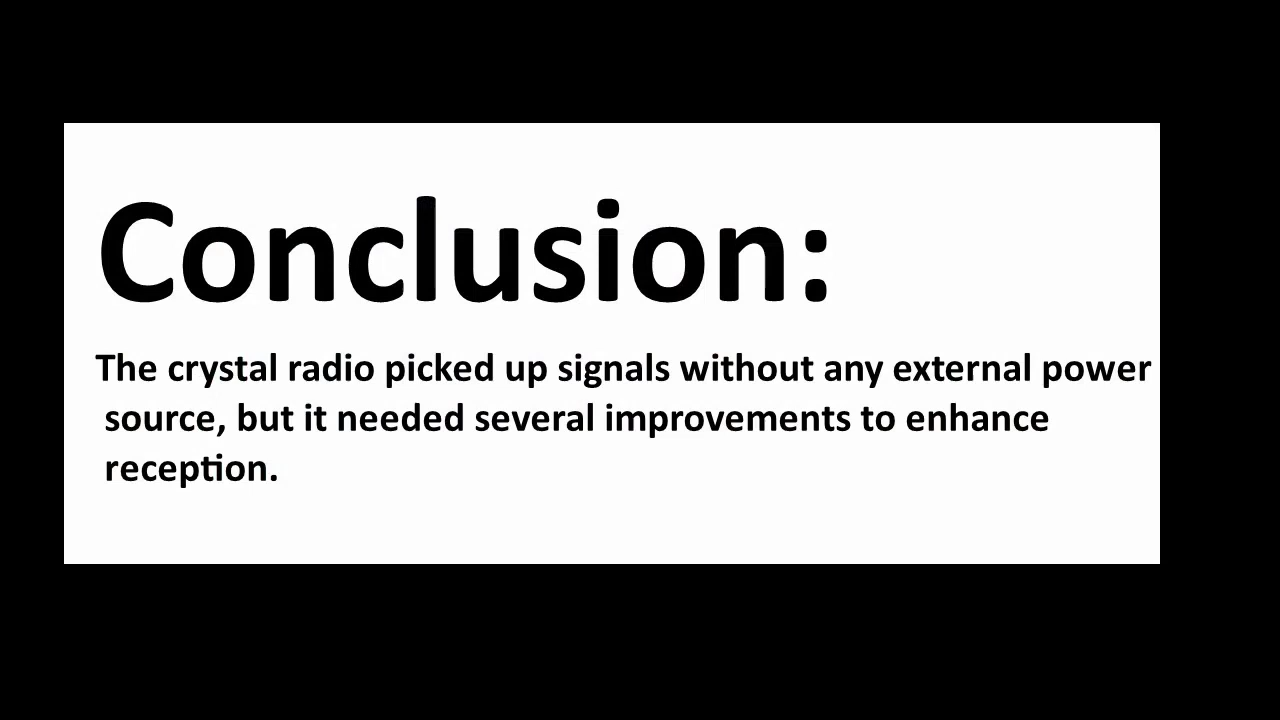 Conclusion:
The crystal radio picked up signals without any external power
source, but it needed several improvements to enhance
reception.